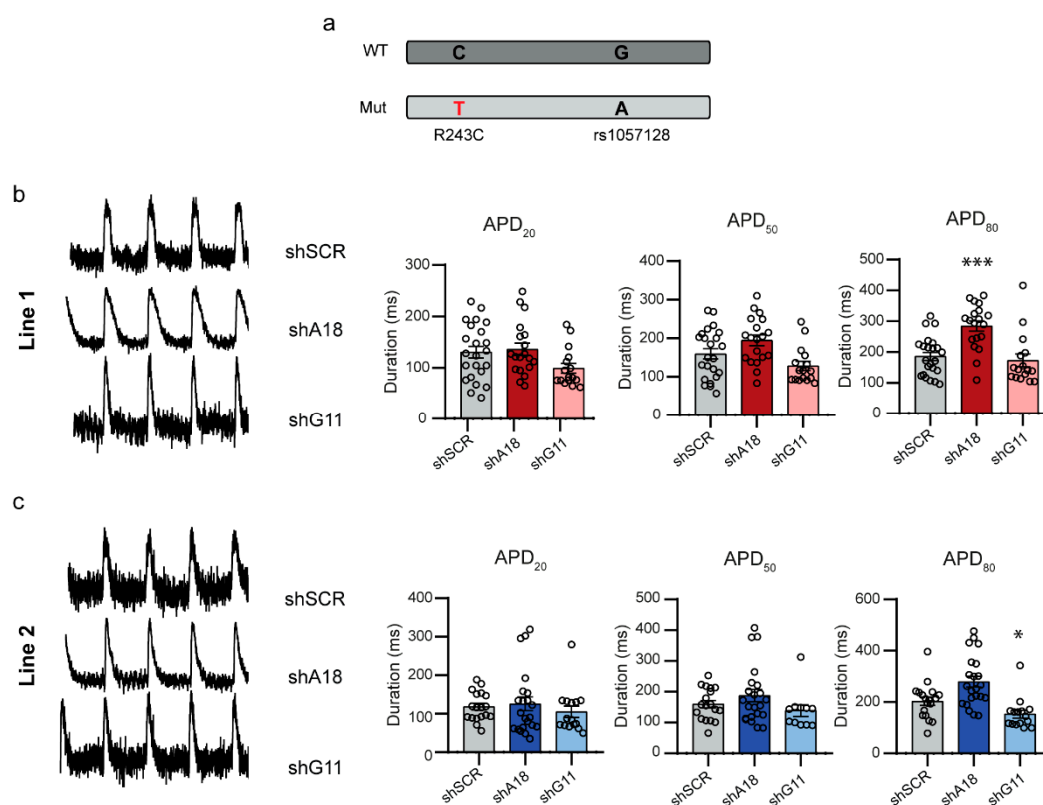 a
WT C G
Mut T A
R243C rs1057128
b
Line 1
shSCR
shA18
shG11
APD20
Duration (ms)
300
200
100
0
shSCR shA18 shG11
APD50
Duration (ms)
400
300
200
100
0
shSCR shA18 shG11
APD80
***
Duration (ms)
500
400
300
200
100
0
shSCR shA18 shG11
c
Line 2
shSCR
shA18
shG11
APD20
Duration (ms)
400
300
200
100
0
shSCR shA18 shG11
APD50
Duration (ms)
500
400
300
200
100
0
shSCR shA18 shG11
APD80
*
Duration (ms)
600
400
200
0
shSCR shA18 shG11